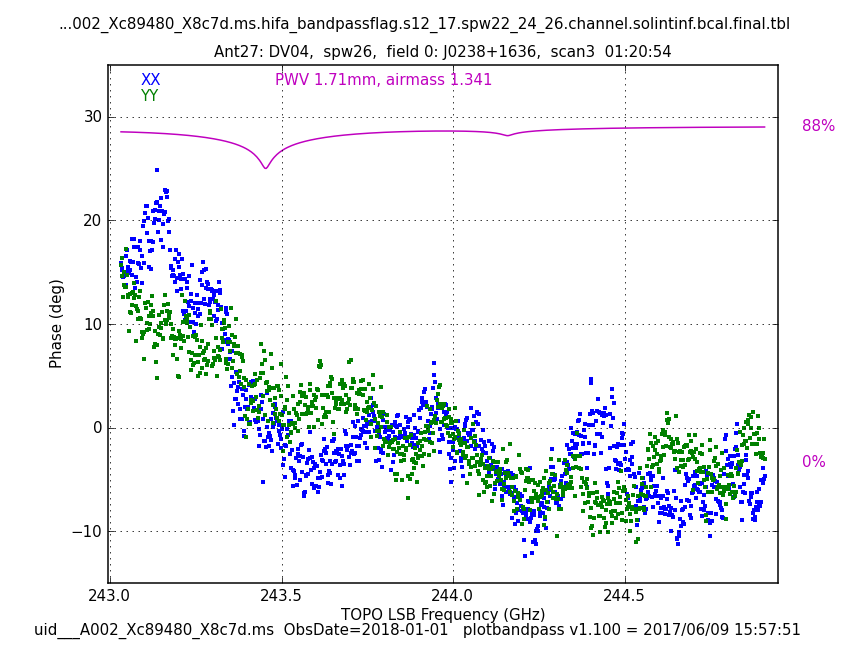 ...002_Xc89480_X8c7d.ms.hifa_bandpassflag.s12_17.spw22_24_26.channel.solintinf.bcal.final.tbl
Ant27: DV04, spw26, field 0: J0238+1636, scan3 01:20:54
XX
PWV 1.71mm, airmass 1.341
YY
30
88%
20
10
Phase (deg)
0
0%
−10
243.0
243.5
244.0
244.5
TOPO LSB Frequency (GHz)
uid___A002_Xc89480_X8c7d.ms ObsDate=2018-01-01 plotbandpass v1.100 = 2017/06/09 15:57:51